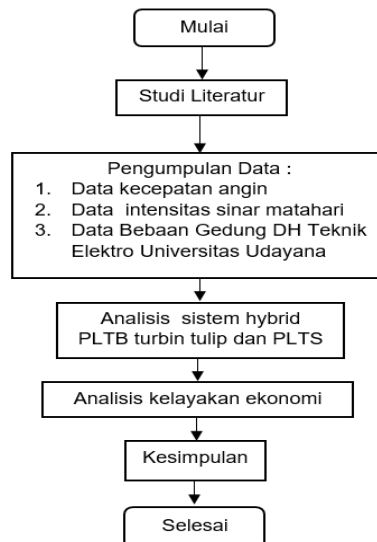 Mulai
Studi Literatur
Pengumpulan Data :
1. Data kecepatan angin
2. Data intensitas sinar matahari
3. Data Bebaan Gedung DH Teknik
Elektro Universitas Udayana
Analisis sistem hybrid
PLTB turbin tulip dan PLTS
Analisis kelayakan ekonomi
Kesimpulan
Selesai